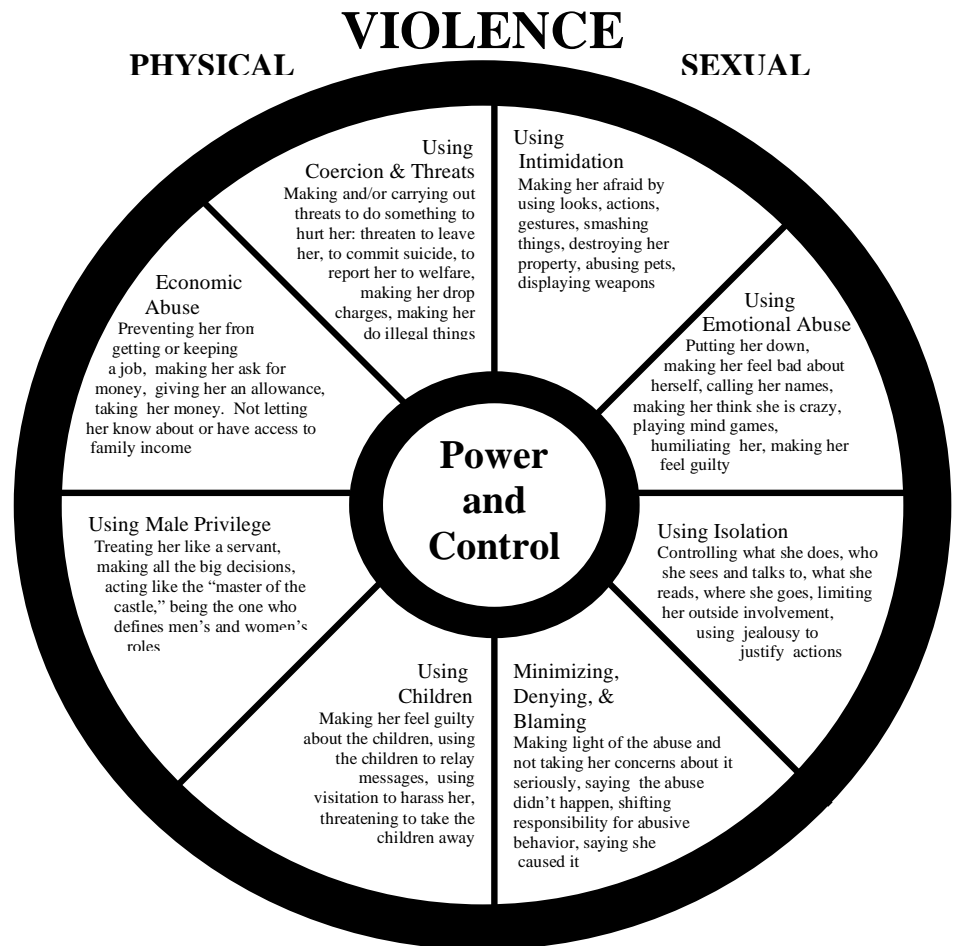 VIOLENCE
PHYSICAL
SEXUAL
Using
Coercion & Threats
Making and/or carrying out
threats to do something to
hurt her: threaten to leave
her, to commit suicide, to
report her to welfare,
making her drop
charges, making her
do illegal things
Using
Intimidation
Making her afraid by
using looks, actions,
gestures, smashing
things, destroying her
property, abusing pets,
displaying weapons
Economic
Abuse
Preventing her from
getting or keeping
a job, making her ask for
money, giving her an allowance,
taking her money. Not letting
her know about or have access to
family income
Using
Emotional Abuse
Putting her down,
making her feel bad about
herself, calling her names,
making her think she is crazy,
playing mind games,
humiliating her, making her
feel guilty
Power
and
Control
Using Male Privilege
Treating her like a servant,
making all the big decisions,
acting like the “master of the
castle,” being the one who
defines men’s and women’s
roles
Using Isolation
Controlling what she does, who
she sees and talks to, what she
reads, where she goes, limiting
her outside involvement,
using jealousy to
justify actions
Using
Children
Making her feel guilty
about the children, using
the children to relay
messages, using
visitation to harass her,
threatening to take the
children away
Minimizing,
Denying, &
Blaming
Making light of the abuse and
not taking her concerns about it
seriously, saying the abuse
didn’t happen, shifting
responsibility for abusive
behavior, saying she
caused it